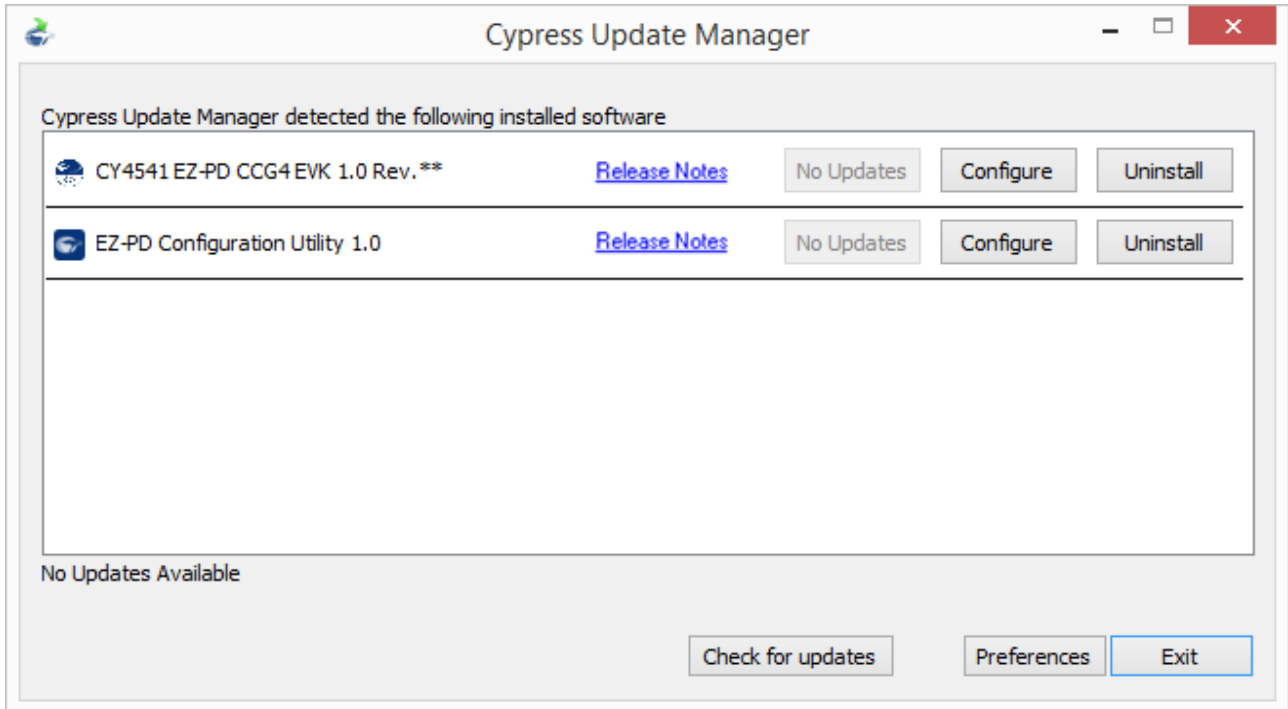 Cypress Update Manager
Cypress Update Manager detected the following installed software
CY4541 EZ-PD CCG4 EVK 1.0 Rev.** Release Notes No Updates Configure Uninstall
EZ-PD Configuration Utility 1.0 Release Notes No Updates Configure Uninstall
No Updates Available
Check for updates Preferences Exit